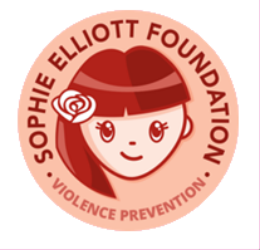 SOPHIE ELLIOTT FOUNDATION
• VIOLENCE PREVENTION •